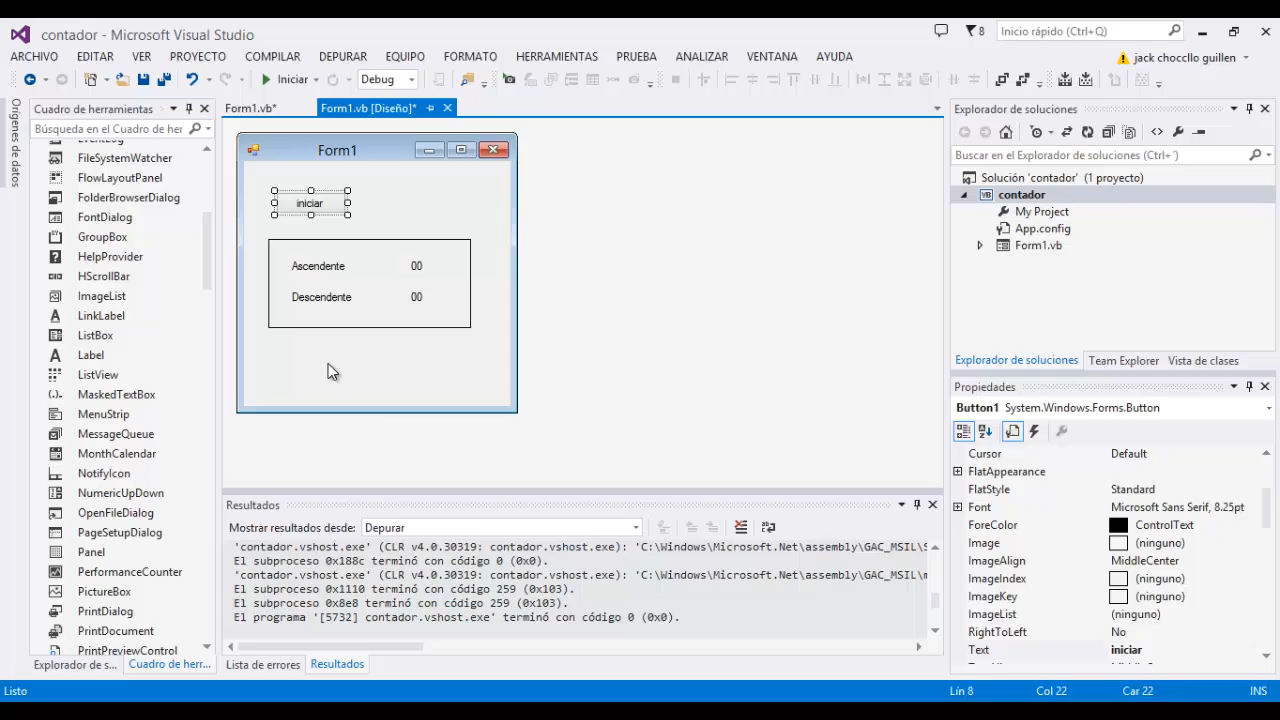 contador - Microsoft Visual Studio
8
Inicio rápido (Ctrl+Q)
ARCHIVO EDITAR VER PROYECTO COMPILAR DEPURAR EQUIPO FORMATO HERRAMIENTAS PRUEBA ANALIZAR VENTANA AYUDA
jack chocllo guillen
Iniciar
Debug
Orígenes de datos
Cuadro de herramientas
Búsqueda en el Cuadro de her
EventLog
FileSystemWatcher
FlowLayoutPanel
FolderBrowserDialog
FontDialog
GroupBox
HelpProvider
HScrollBar
ImageList
LinkLabel
ListBox
Label
ListView
MaskedTextBox
MenuStrip
MessageQueue
MonthCalendar
NotifyIcon
NumericUpDown
OpenFileDialog
PageSetupDialog
Panel
PerformanceCounter
PictureBox
PrintDialog
PrintDocument
PrintPreviewControl
Explorador de s...
Cuadro de herr...
Form1.vb*
Form1.vb [Diseño]*
Form1
iniciar
Ascendente 00
Descendente 00
Resultados
Mostrar resultados desde: Depurar
'contador.vshost.exe' (CLR v4.0.30319: contador.vshost.exe): 'C:\Windows\Microsoft.Net\assembly\GAC_MSIL\S
El subproceso 0x188c terminó con código 0 (0x0).
'contador.vshost.exe' (CLR v4.0.30319: contador.vshost.exe): 'C:\Windows\Microsoft.Net\assembly\GAC_MSIL\m
El subproceso 0x1110 terminó con código 259 (0x103).
El subproceso 0x8e8 terminó con código 259 (0x103).
El programa '[5732] contador.vshost.exe' terminó con código 0 (0x0).
Lista de errores
Resultados
Explorador de soluciones
Buscar en el Explorador de soluciones (Ctrl+´)
Solución 'contador' (1 proyecto)
contador
My Project
App.config
Form1.vb
Explorador de soluciones
Team Explorer
Vista de clases
Propiedades
Button1 System.Windows.Forms.Button
Cursor Default
FlatAppearance
FlatStyle Standard
Font Microsoft Sans Serif, 8.25pt
ForeColor ControlText
Image (ninguno)
ImageAlign MiddleCenter
ImageIndex (ninguno)
ImageKey (ninguno)
ImageList (ninguno)
RightToLeft No
Text iniciar
Listo
Lín 8
Col 22
Car 22
INS